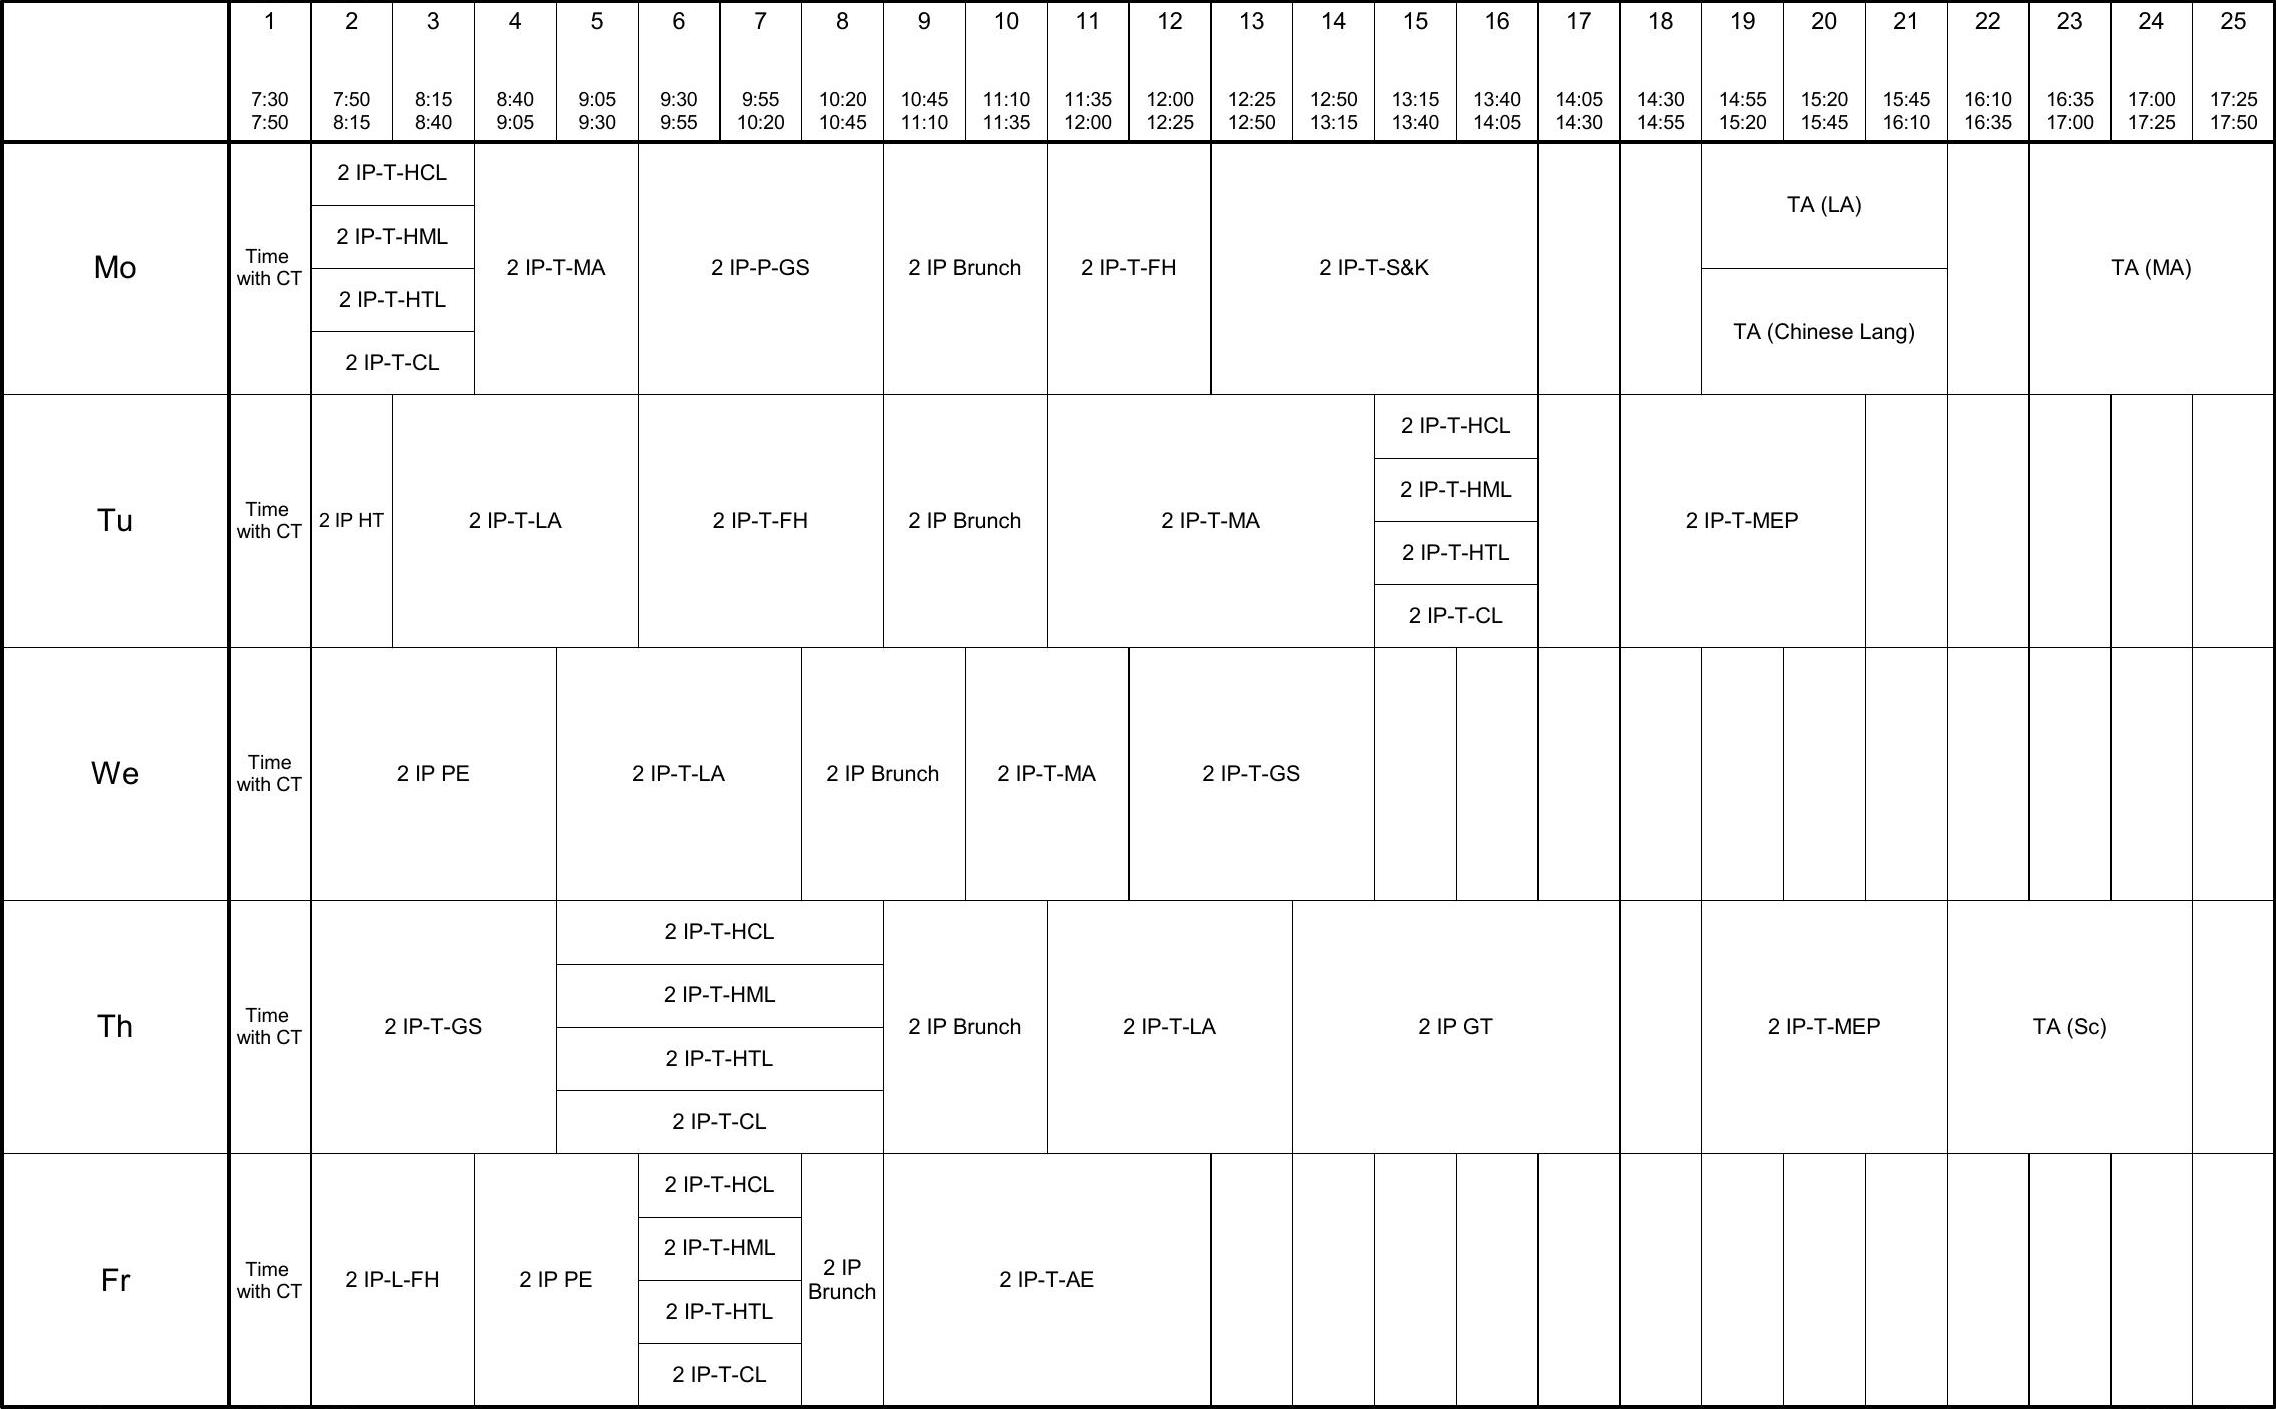 1 2 3 4 5 6 7 8 9 10 11 12 13 14 15 16 17 18 19 20 21 22 23 24 25
7:30 7:50 8:15 8:40 9:05 9:30 9:55 10:20 10:45 11:10 11:35 12:00 12:25 12:50 13:15 13:40 14:05 14:30 14:55 15:20 15:45 16:10 16:35 17:00 17:25
7:50 8:15 8:40 9:05 9:30 9:55 10:20 10:45 11:10 11:35 12:00 12:25 12:50 13:15 13:40 14:05 14:30 14:55 15:20 15:45 16:10 16:35 17:00 17:25 17:50
Mo
Time
with CT
2 IP-T-HCL
2 IP-T-HML
2 IP-T-HTL
2 IP-T-CL
2 IP-T-MA
2 IP-P-GS
2 IP Brunch
2 IP-T-FH
2 IP-T-S&K
TA (LA)
TA (Chinese Lang)
TA (MA)
Tu
Time
with CT
2 IP HT
2 IP-T-LA
2 IP-T-FH
2 IP Brunch
2 IP-T-MA
2 IP-T-HCL
2 IP-T-HML
2 IP-T-HTL
2 IP-T-CL
2 IP-T-MEP
We
Time
with CT
2 IP PE
2 IP-T-LA
2 IP Brunch
2 IP-T-MA
2 IP-T-GS
Th
Time
with CT
2 IP-T-GS
2 IP-T-HCL
2 IP-T-HML
2 IP-T-HTL
2 IP-T-CL
2 IP Brunch
2 IP-T-LA
2 IP GT
2 IP-T-MEP
TA (Sc)
Fr
Time
with CT
2 IP-L-FH
2 IP PE
2 IP-T-HCL
2 IP-T-HML
2 IP-T-HTL
2 IP-T-CL
2 IP
Brunch
2 IP-T-AE